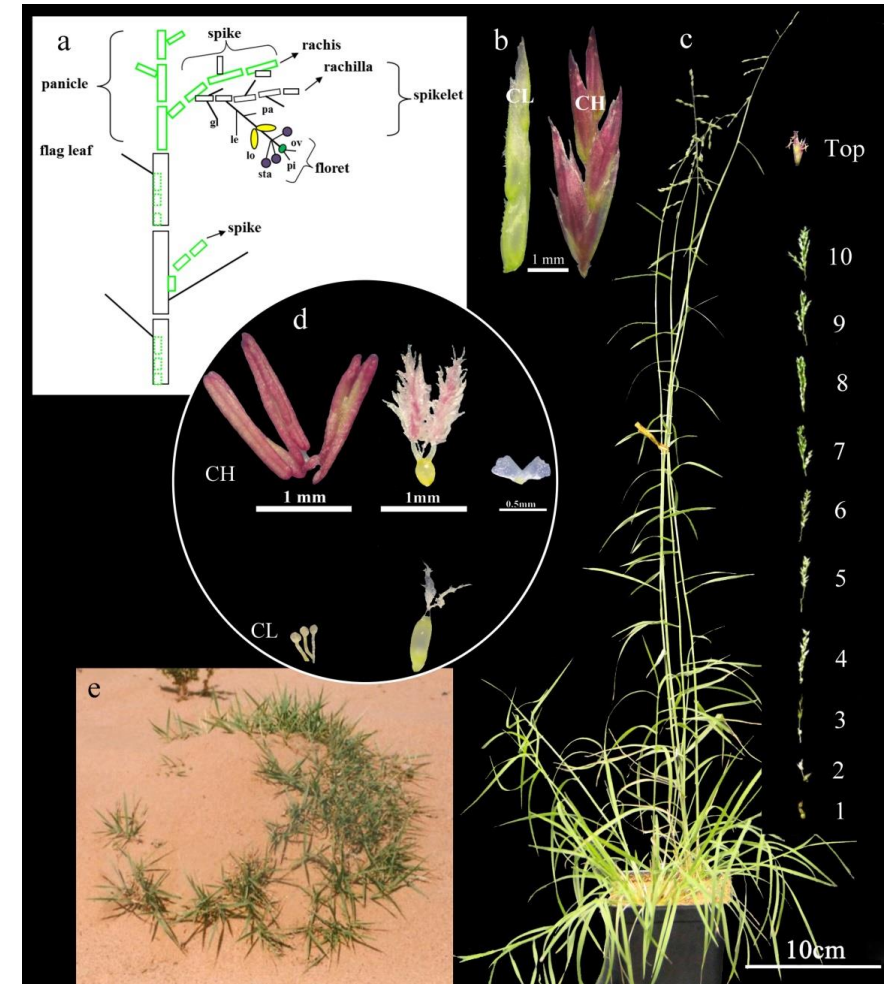 a
spike
rachis
rachilla
panicle
spikelet
gl
pa
le
flag leaf
ov
lo
pi
sta
floret
spike
b
CL
CH
1 mm
c
Top
10
9
8
7
6
5
4
3
2
1
10cm
d
CH
1 mm
1mm
0.5mm
CL
e